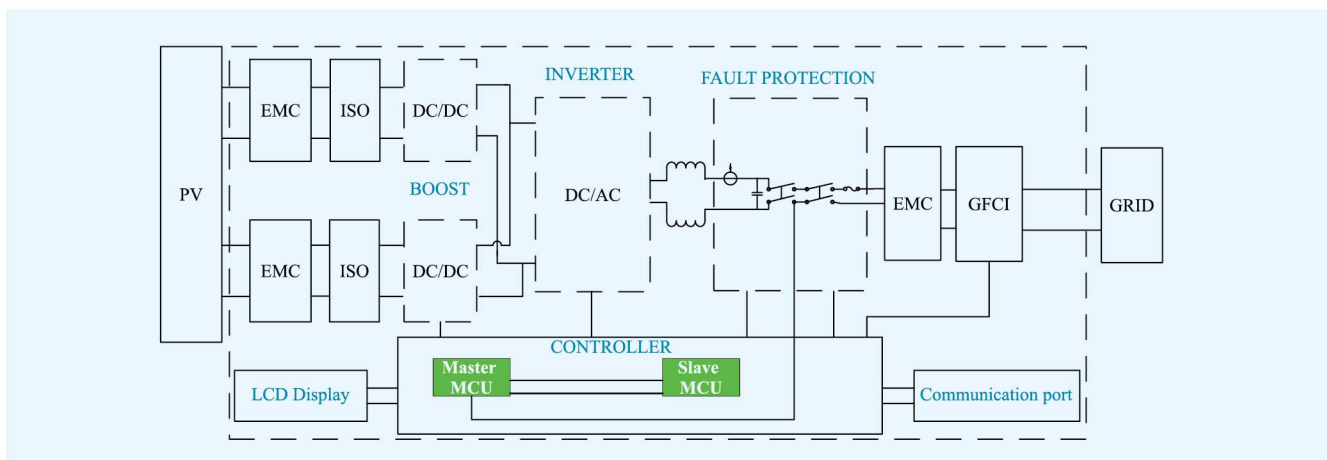 INVERTER
FAULT PROTECTION
PV
EMC
ISO
DC/DC
BOOST
DC/AC
EMC
GFCI
GRID
EMC
ISO
DC/DC
CONTROLLER
Master
MCU
Slave
MCU
LCD Display
Communication port